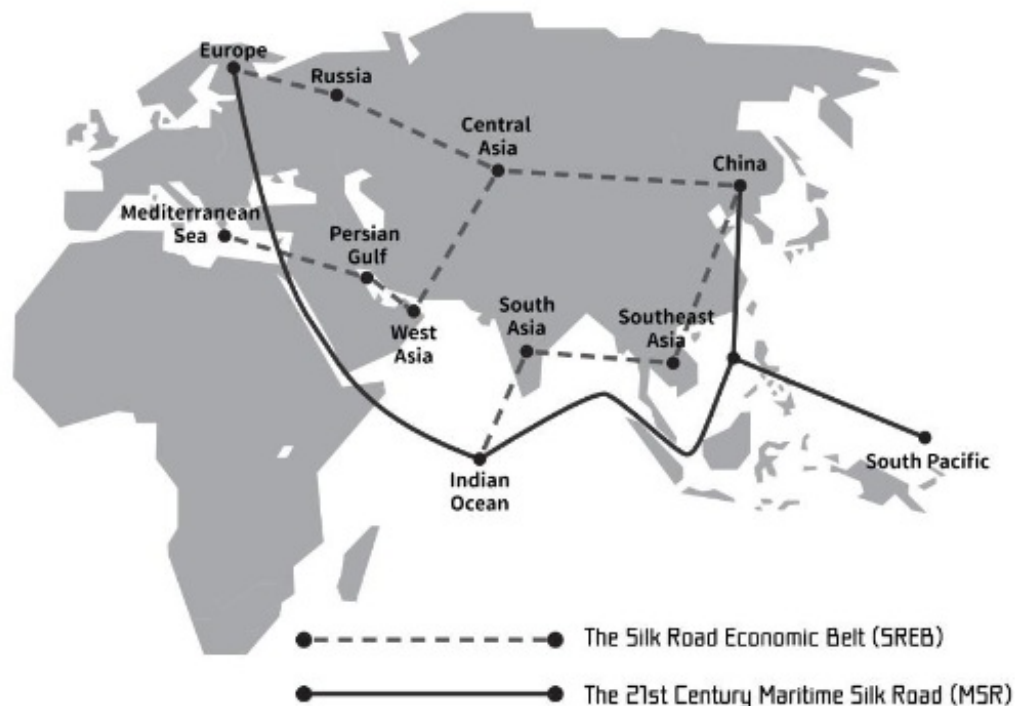 Europe
Russia
Central
Asia
China
Mediterranean
Sea
Persian
Gulf
West
Asia
South
Asia
Southeast
Asia
Indian
Ocean
South Pacific
The Silk Road Economic Belt (SREB)
The 21st Century Maritime Silk Road (MSR)